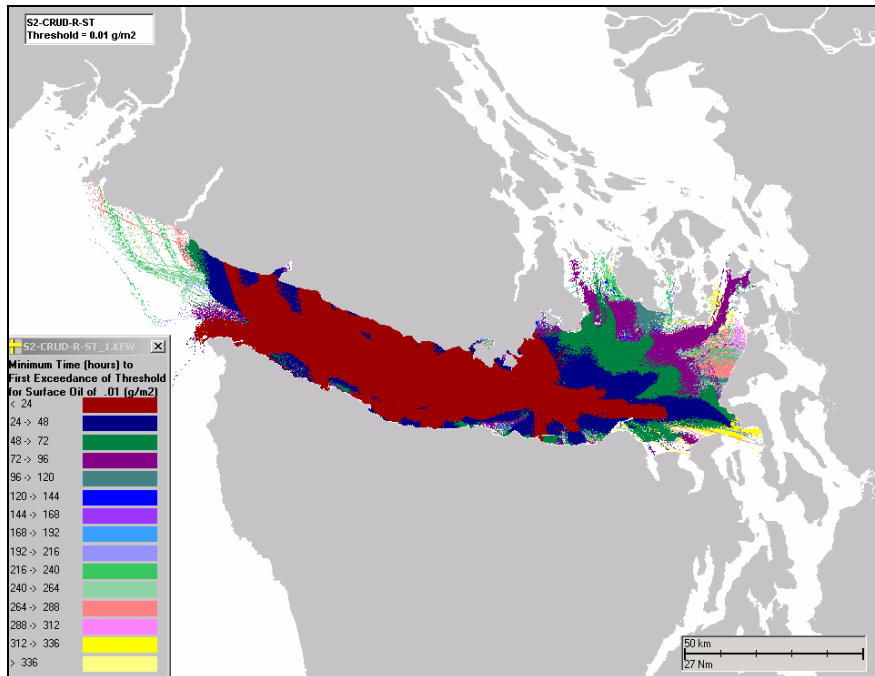 S2-CRUD-R-ST
Threshold = 0.01 g/m2
S2-CRUD-R-ST_1.KEW
Minimum Time (hours) to
First Exceedance of Threshold
for Surface Oil of .01 (g/m2)
< 24
24 -> 48
48 -> 72
72 -> 96
96 -> 120
120 -> 144
144 -> 168
168 -> 192
192 -> 216
216 -> 240
240 -> 264
264 -> 288
288 -> 312
312 -> 336
> 336
50 km
27 Nm